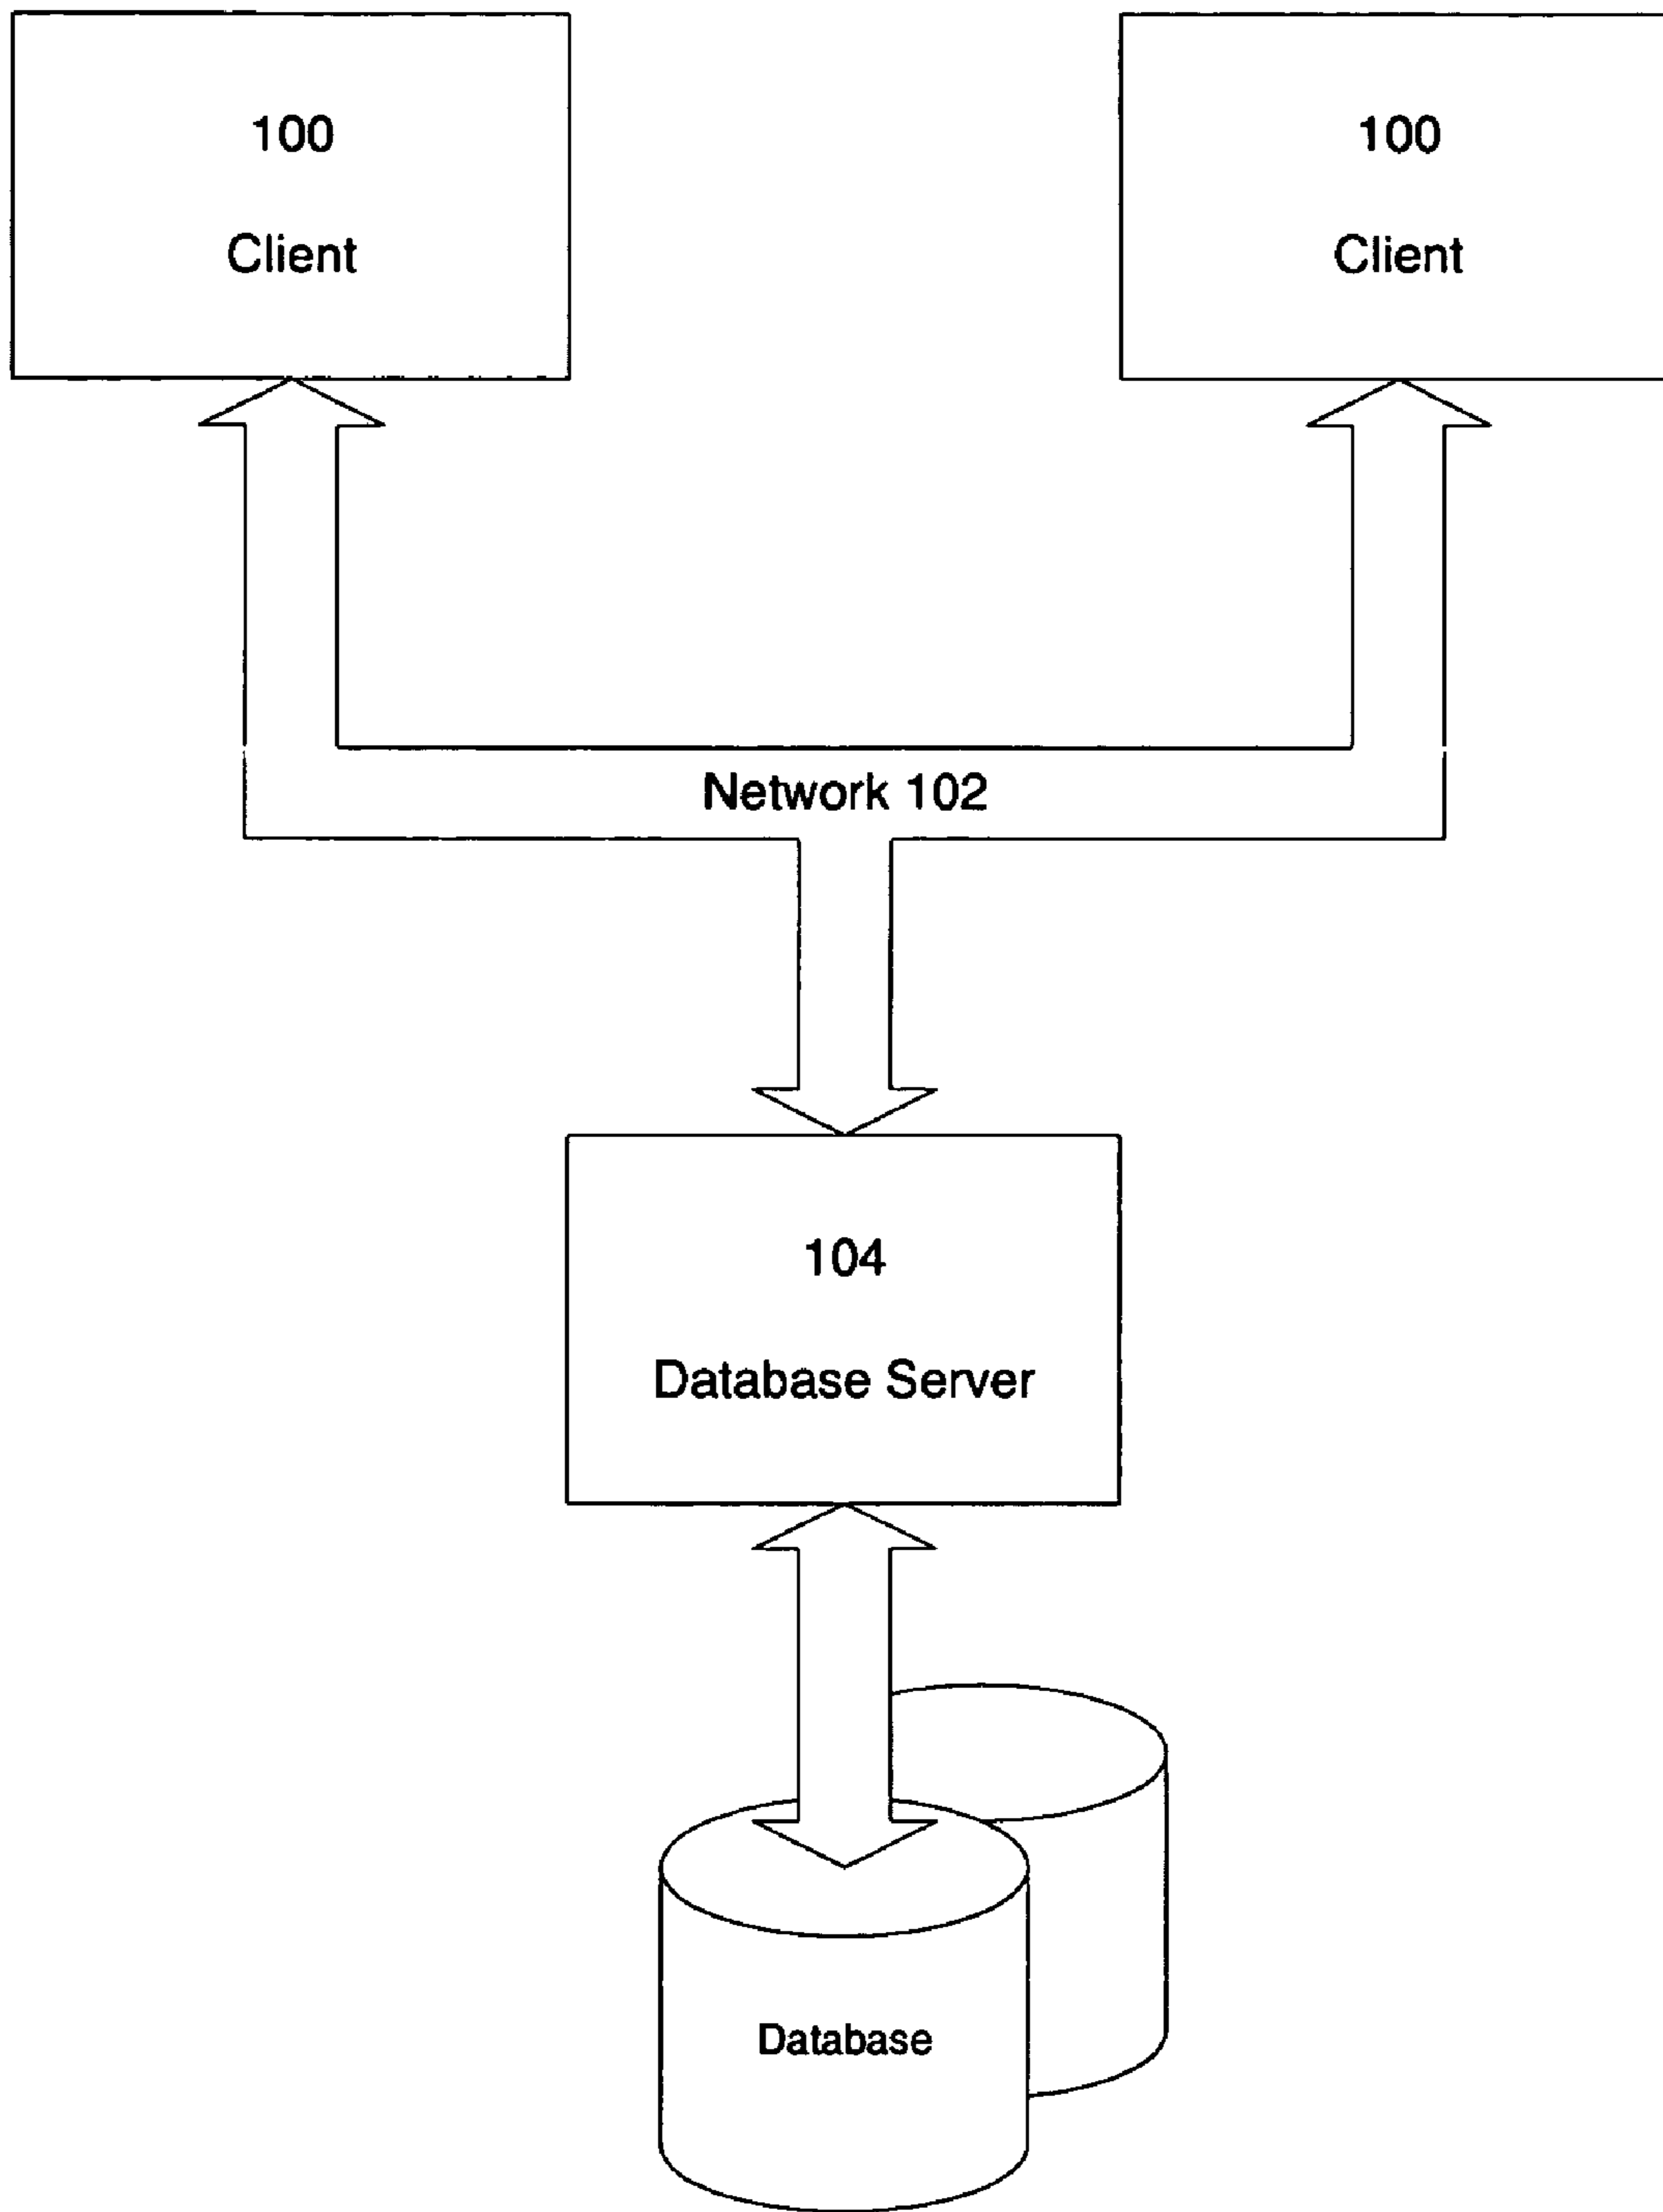 100
Client
100
Client
Network 102
104
Database Server
Database